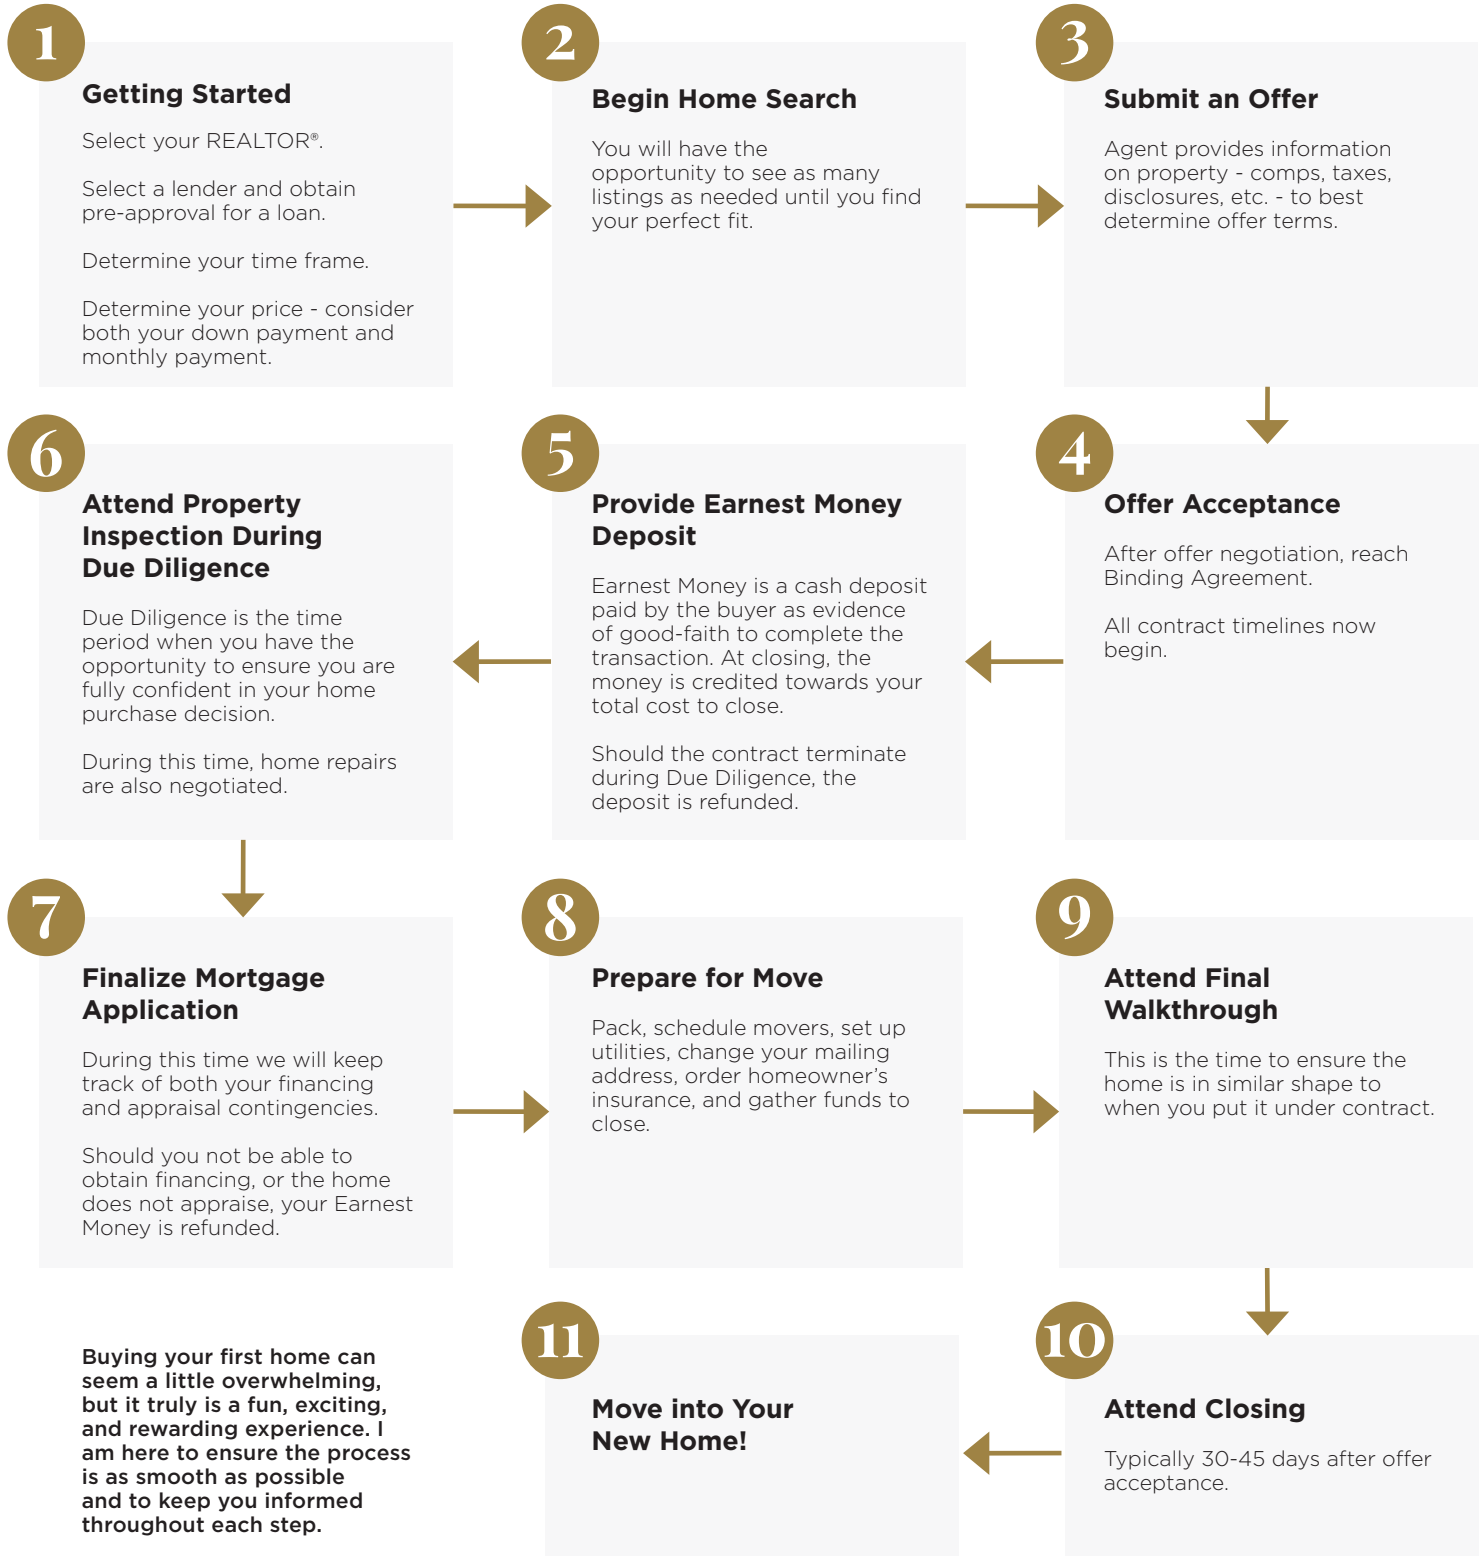 1
Getting Started
Select your REALTOR®.
Select a lender and obtain
pre-approval for a loan.
Determine your time frame.
Determine your price - consider
both your down payment and
monthly payment.
2
Begin Home Search
You will have the
opportunity to see as many
listings as needed until you find
your perfect fit.
3
Submit an Offer
Agent provides information
on property - comps, taxes,
disclosures, etc. - to best
determine offer terms.
4
Offer Acceptance
After offer negotiation, reach
Binding Agreement.
All contract timelines now
begin.
5
Provide Earnest Money
Deposit
Earnest Money is a cash deposit
paid by the buyer as evidence
of good-faith to complete the
transaction. At closing, the
money is credited towards your
total cost to close.
Should the contract terminate
during Due Diligence, the
deposit is refunded.
6
Attend Property
Inspection During
Due Diligence
Due Diligence is the time
period when you have the
opportunity to ensure you are
fully confident in your home
purchase decision.
During this time, home repairs
are also negotiated.
7
Finalize Mortgage
Application
During this time we will keep
track of both your financing
and appraisal contingencies.
Should you not be able to
obtain financing, or the home
does not appraise, your Earnest
Money is refunded.
8
Prepare for Move
Pack, schedule movers, set up
utilities, change your mailing
address, order homeowner’s
insurance, and gather funds to
close.
9
Attend Final
Walkthrough
This is the time to ensure the
home is in similar shape to
when you put it under contract.
10
Attend Closing
Typically 30-45 days after offer
acceptance.
11
Move into Your
New Home!
Buying your first home can
seem a little overwhelming,
but it truly is a fun, exciting,
and rewarding experience. I
am here to ensure the process
is as smooth as possible
and to keep you informed
throughout each step.